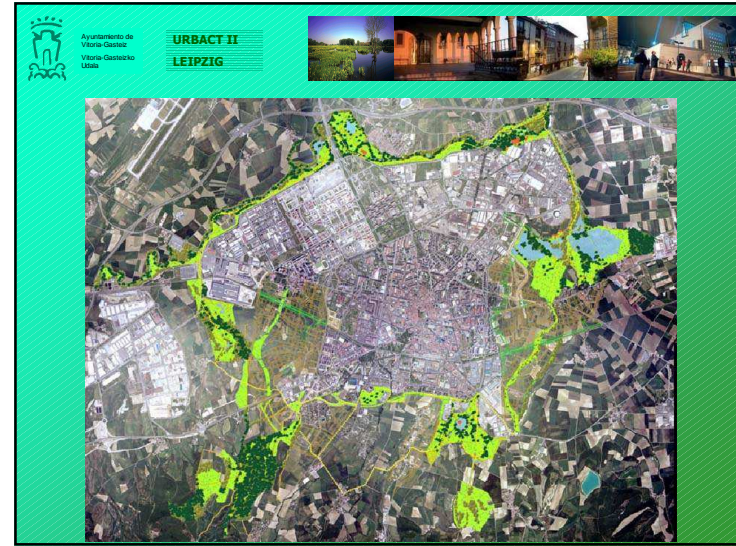 Ayuntamiento de
Vitoria-Gasteiz
Vitoria-Gasteizko
Udala
URBACT II
LEIPZIG